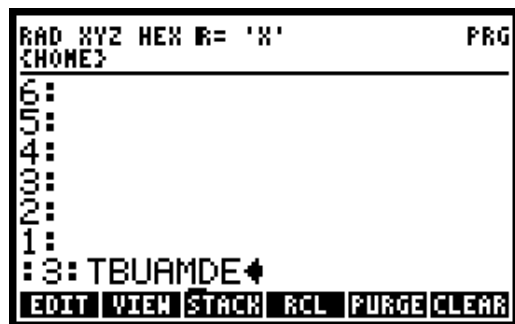 RAD XYZ HEX R= 'X' PRG
{HOME}
6:
5:
4:
3:
2:
1:
:3: TBUAMDE
EDIT VIEW STACK RCL PURGE CLEAR